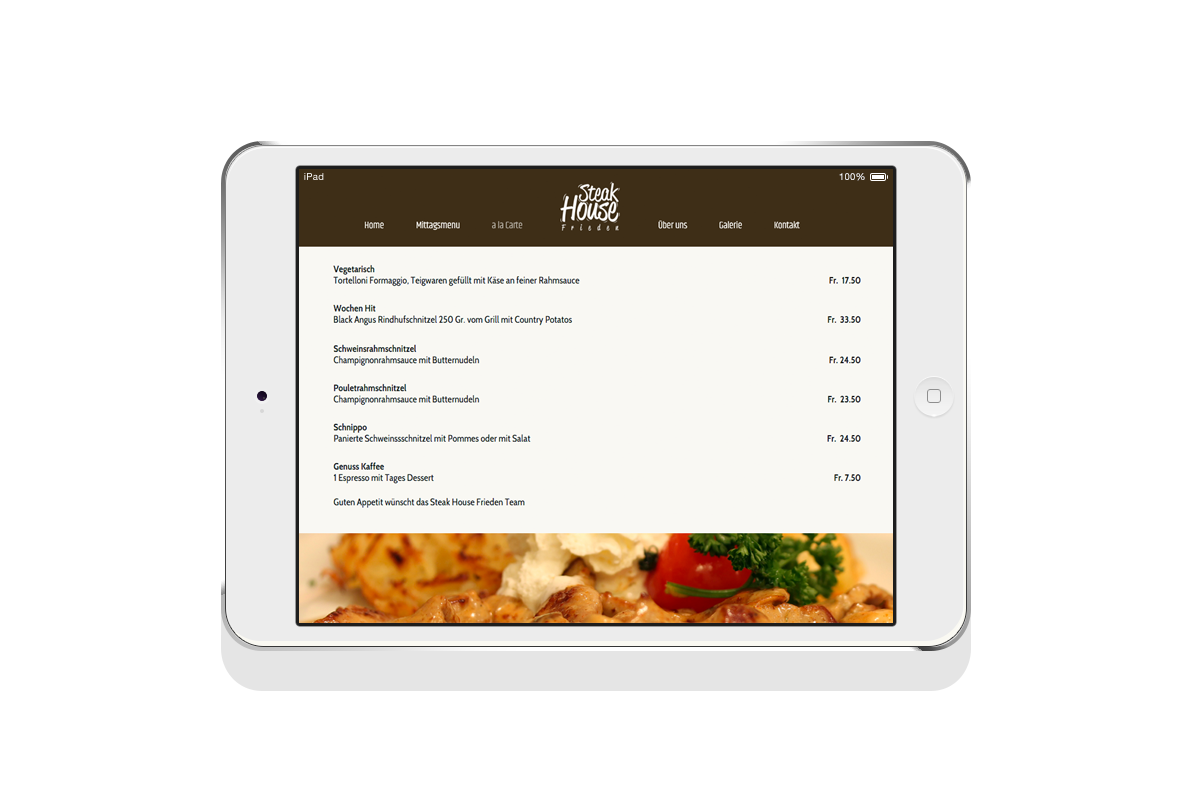 iPad
100%
Steak
House
Frieden
Home
Mittagsmenu
a la Carte
Über uns
Galerie
Kontakt
Vegetarisch
Tortelloni Formaggio, Teigwaren gefüllt mit Käse an feiner Rahmsauce Fr. 17.50
Wochen Hit
Black Angus Rindhufschnitzel 250 Gr. vom Grill mit Country Potatos Fr. 33.50
Schweinsrahmschnitzel
Champignonrahmsauce mit Butternudeln Fr. 24.50
Pouletrahmschnitzel
Champignonrahmsauce mit Butternudeln Fr. 23.50
Schnippo
Panierte Schweinssschnitzel mit Pommes oder mit Salat Fr. 24.50
Genuss Kaffee
1 Espresso mit Tages Dessert Fr. 7.50
Guten Appetit wünscht das Steak House Frieden Team